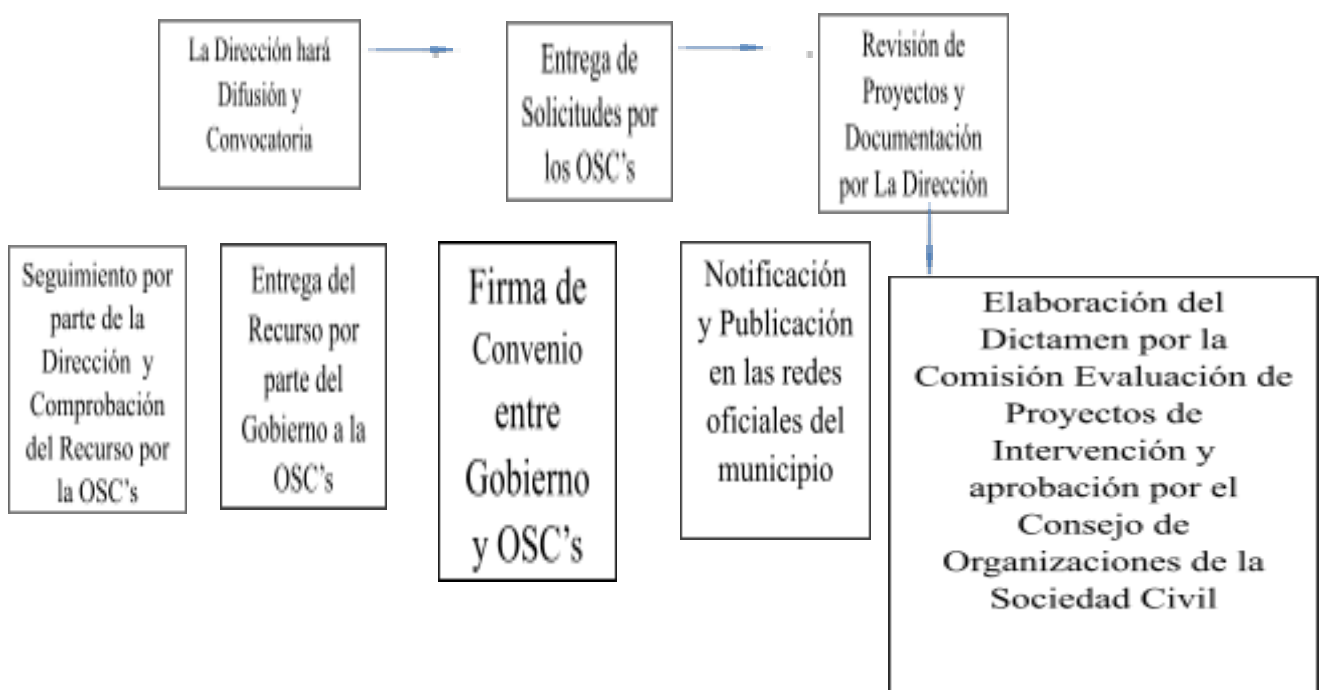 La Dirección hará
Difusión y
Convocatoria
Entrega de
Solicitudes por
los OSC's
Revisión de
Proyectos y
Documentación
por La Dirección
Elaboración del
Dictamen por la
Comisión Evaluación de
Proyectos de
Intervención y
aprobación por el
Consejo de
Organizaciones de la
Sociedad Civil
Notificación
y Publicación
en las redes
oficiales del
municipio
Firma de
Convenio
entre
Gobierno
y OSC's
Entrega del
Recurso por
parte del
Gobierno a la
OSC's
Seguimiento por
parte de la
Dirección y
Comprobación
del Recurso por
la OSC's